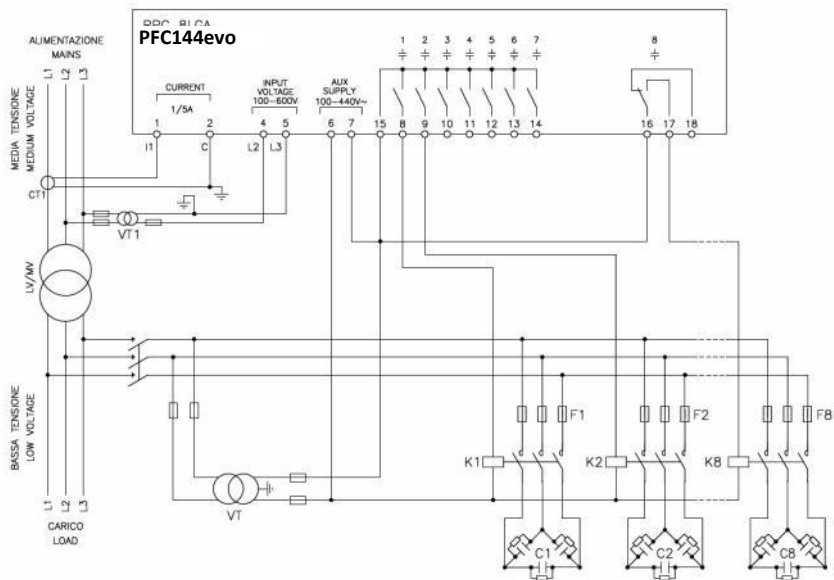 PFC144evo
ALIMENTAZIONE
MAINS
L1 L2 L3
MEDIA TENSIONE
MEDIUM VOLTAGE
CURRENT
1/5A
INPUT
VOLTAGE
100–600V
AUX
SUPPLY
100–440V~
1 2 3 4 5 6 7 8
1 2 4 5 6 7 15 8 9 10 11 12 13 14 16 17 18
I1 C L2 L3
CT1
VT1
LV/MV
BASSA TENSIONE
LOW VOLTAGE
F1 F2 F8
K1 K2 K8
VT
L1 L2 L3
CARICO
LOAD
C1 C2 C8